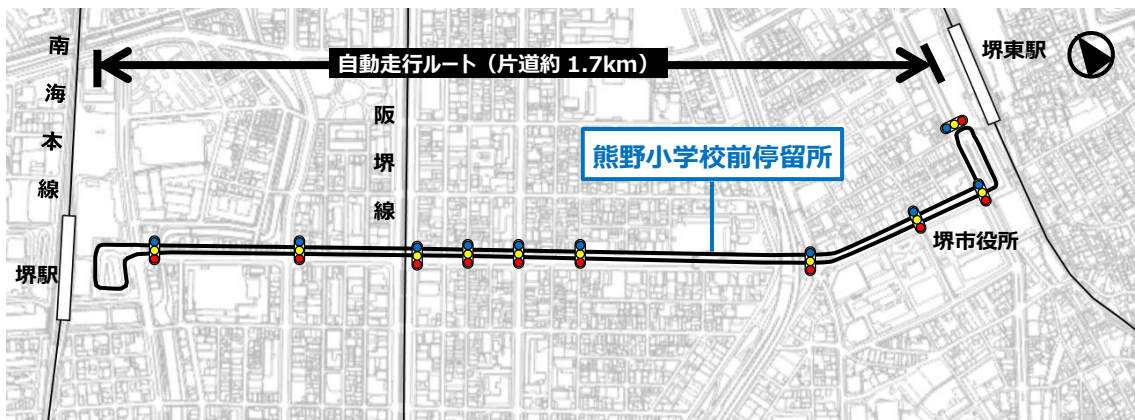 南海本線
自動走行ルート（片道約 1.7km）
堺東駅
阪堺線
熊野小学校前停留所
堺市役所
堺駅